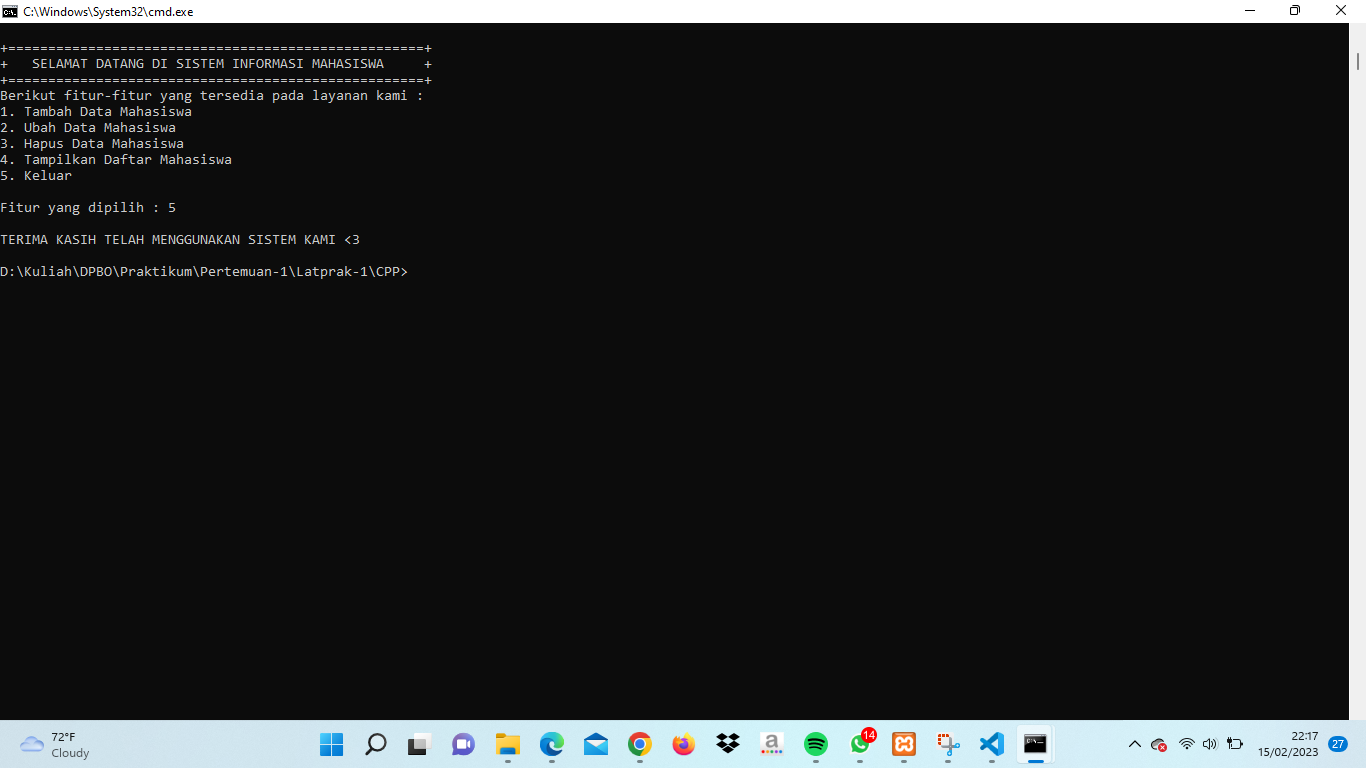 C:\Windows\System32\cmd.exe
+====================================================+
+   SELAMAT DATANG DI SISTEM INFORMASI MAHASISWA     +
+====================================================+
Berikut fitur-fitur yang tersedia pada layanan kami :
1. Tambah Data Mahasiswa
2. Ubah Data Mahasiswa
3. Hapus Data Mahasiswa
4. Tampilkan Daftar Mahasiswa
5. Keluar
Fitur yang dipilih : 5
TERIMA KASIH TELAH MENGGUNAKAN SISTEM KAMI <3
D:\Kuliah\DPBO\Praktikum\Pertemuan-1\Latprak-1\CPP>
72°F
Cloudy
a
14
22:17
15/02/2023
27